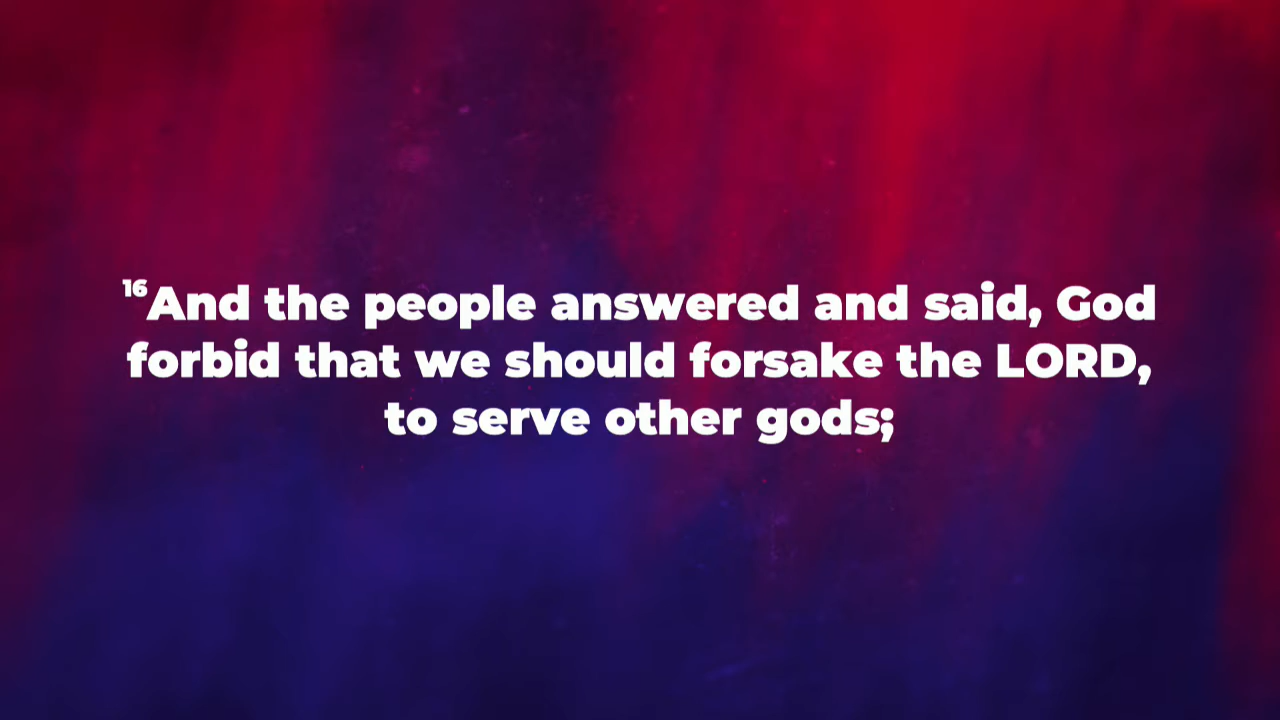 16And the people answered and said, God
forbid that we should forsake the LORD,
to serve other gods;